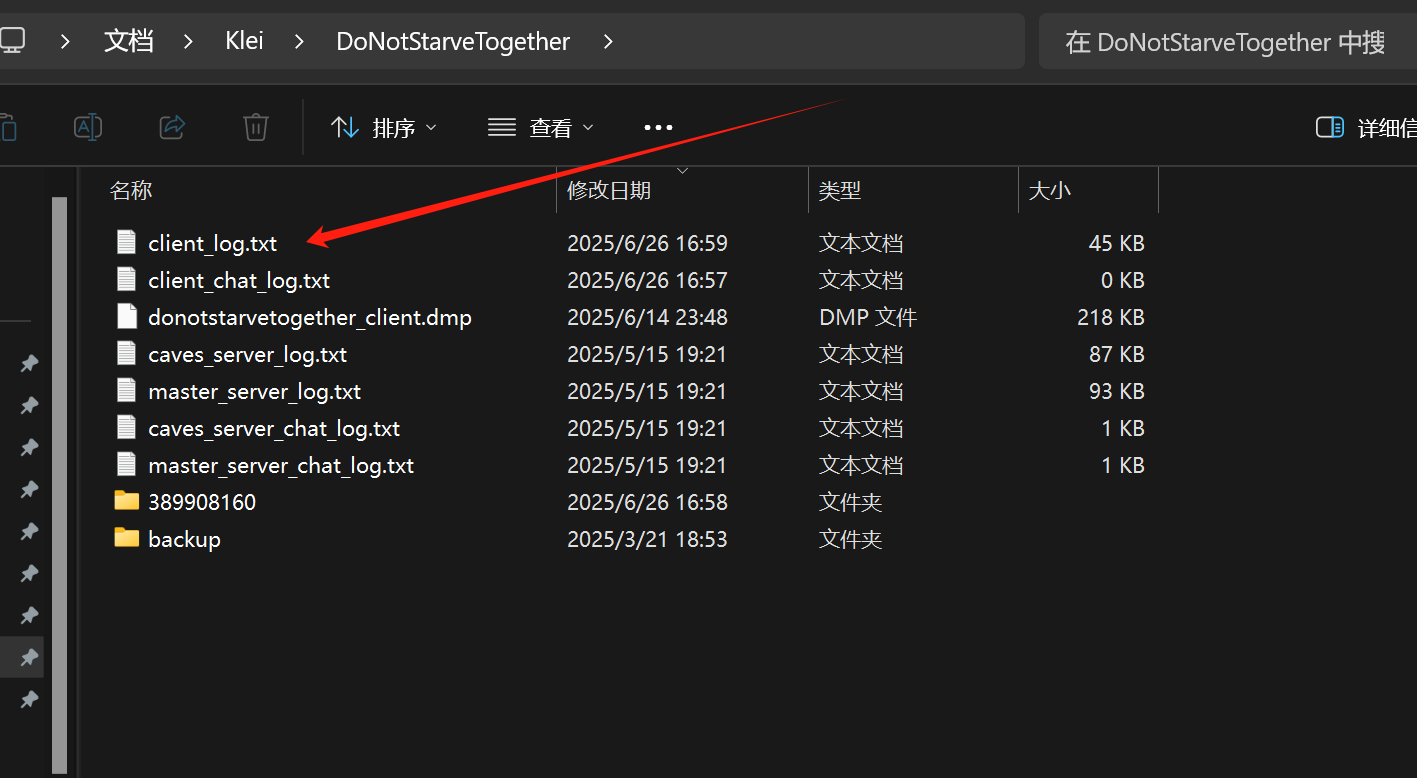 文档 Klei DoNotStarveTogether 在 DoNotStarveTogether 中搜
排序 查看 ••• 详细信
名称 修改日期 类型 大小
client_log.txt 2025/6/26 16:59 文本文档 45 KB
client_chat_log.txt 2025/6/26 16:57 文本文档 0 KB
donotstarvetogether_client.dmp 2025/6/14 23:48 DMP 文件 218 KB
caves_server_log.txt 2025/5/15 19:21 文本文档 87 KB
master_server_log.txt 2025/5/15 19:21 文本文档 93 KB
caves_server_chat_log.txt 2025/5/15 19:21 文本文档 1 KB
master_server_chat_log.txt 2025/5/15 19:21 文本文档 1 KB
389908160 2025/6/26 16:58 文件夹
backup 2025/3/21 18:53 文件夹